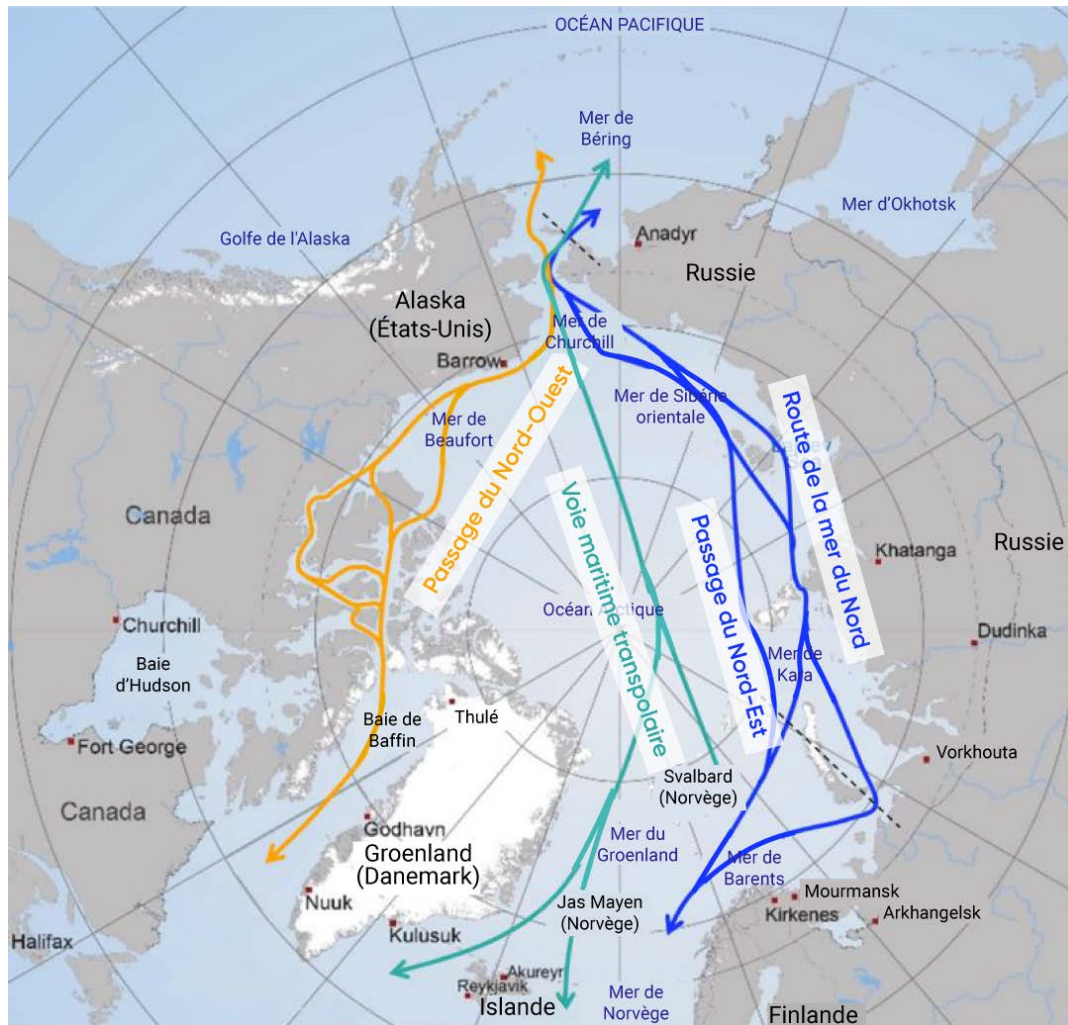 OCÉAN PACIFIQUE
Mer de
Béring
Mer d'Okhotsk
Golfe de l'Alaska
Anadyr
Russie
Alaska
(États-Unis)
Mer de
Churchill
Barrow
Mer de
Beaufort
Mer de Sibérie
orientale
Passage du Nord-Ouest
Route de la mer du Nord
Voie maritime transpolaire
Passage du Nord-Est
Canada
Khatanga
Russie
Océan Arctique
Churchill
Dudinka
Baie
d'Hudson
Mer de
Kara
Thulé
Baie de
Baffin
Fort George
Vorkhouta
Svalbard
(Norvège)
Canada
Godhavn
Groenland
(Danemark)
Mer du
Groenland
Mer de
Barents
Nuuk
Jas Mayen
(Norvège)
Mourmansk
Kirkenes
Arkhangelsk
Kulusuk
Halifax
Akureyr
Reykjavik
Islande
Mer de
Norvège
Finlande